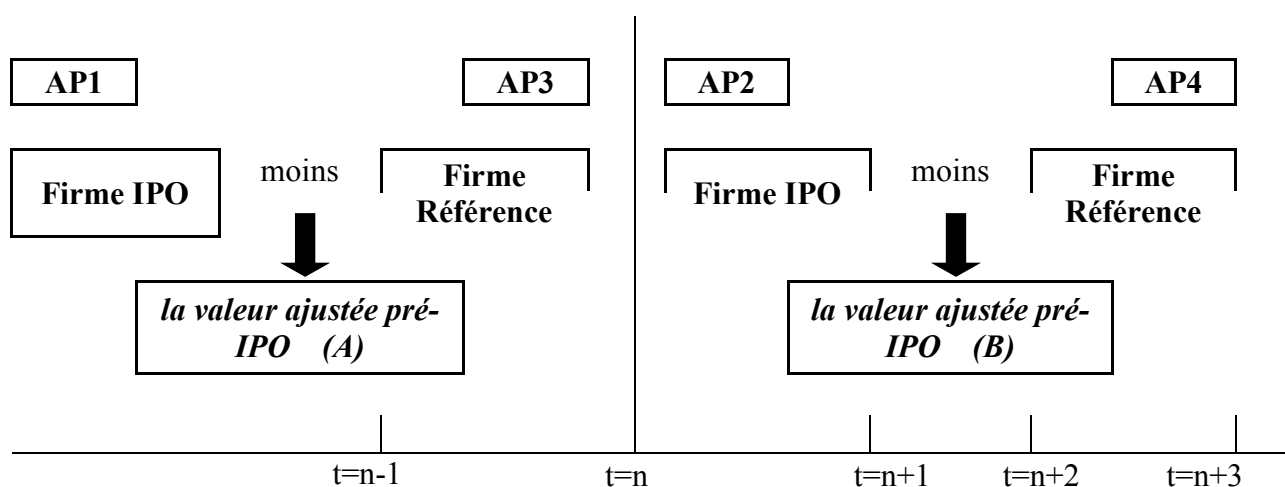 AP1 AP3 AP2 AP4
Firme IPO moins Firme Référence Firme IPO moins Firme Référence
la valeur ajustée pré-
IPO (A)
la valeur ajustée pré-
IPO (B)
t=n-1 t=n t=n+1 t=n+2 t=n+3